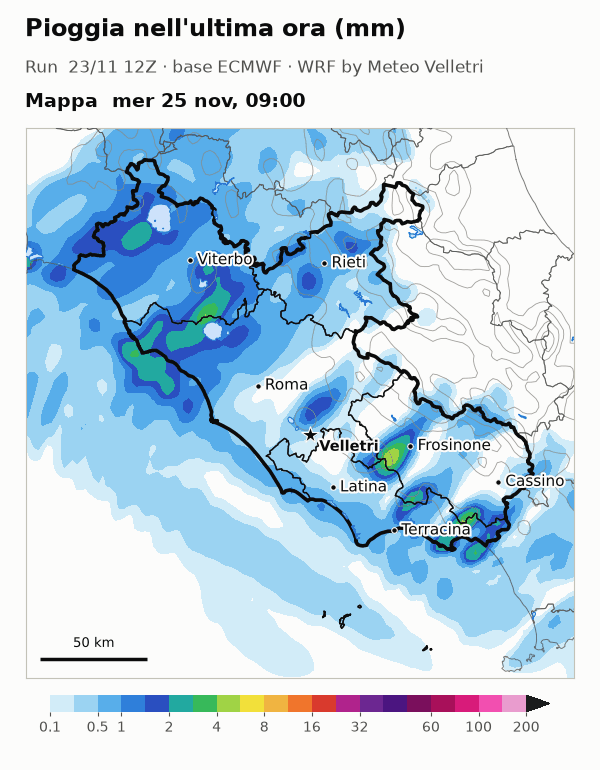 Pioggia nell'ultima ora (mm)
Run  23/11 12Z · base ECMWF · WRF by Meteo Velletri
Mappa  mer 25 nov, 09:00
Viterbo
Rieti
Roma
Velletri
Frosinone
Latina
Cassino
Terracina
50 km
0.1 0.5 1 2 4 8 16 32 60 100 200